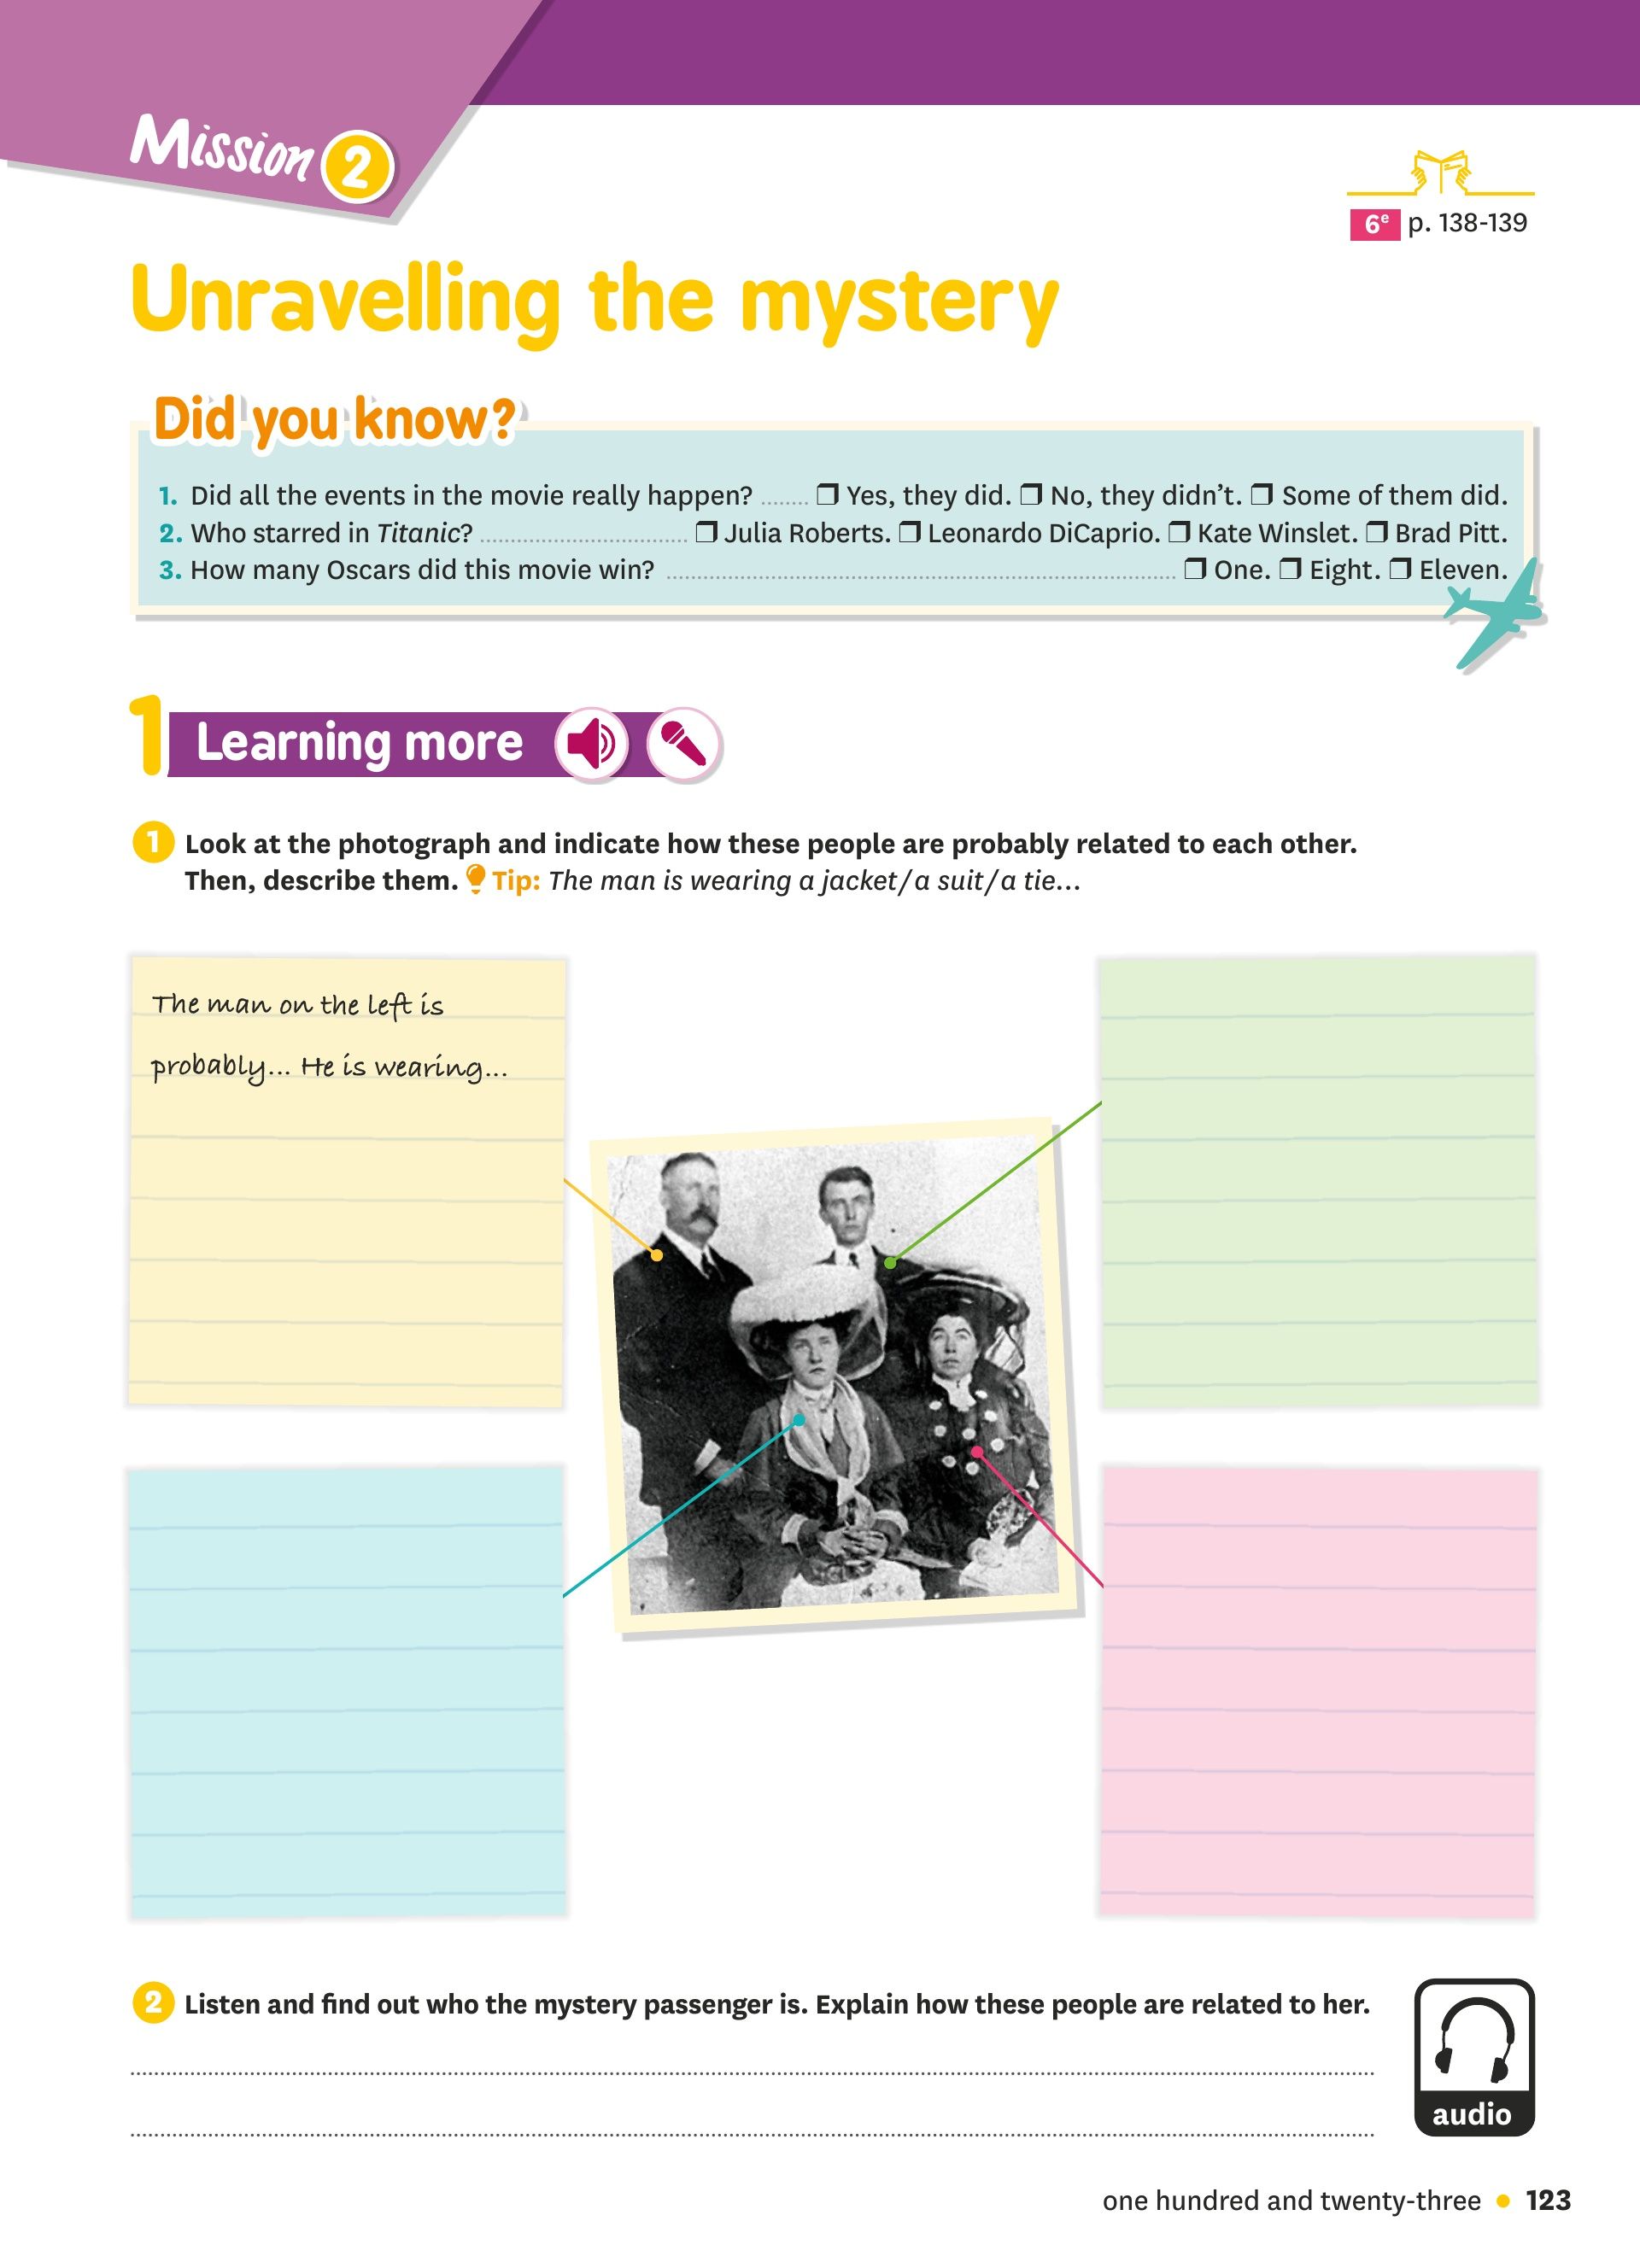 Mission 2
6e p. 138-139
Unravelling the mystery
Did you know?
1. Did all the events in the movie really happen? ........ ❒ Yes, they did. ❒ No, they didn’t. ❒ Some of them did.
2. Who starred in Titanic? ................................... ❒ Julia Roberts. ❒ Leonardo DiCaprio. ❒ Kate Winslet. ❒ Brad Pitt.
3. How many Oscars did this movie win? ........................................................................................ ❒ One. ❒ Eight. ❒ Eleven.
1 Learning more
1 Look at the photograph and indicate how these people are probably related to each other.
Then, describe them. Tip: The man is wearing a jacket/a suit/a tie...
The man on the left is
probably... He is wearing...
2 Listen and find out who the mystery passenger is. Explain how these people are related to her.
audio
one hundred and twenty-three • 123